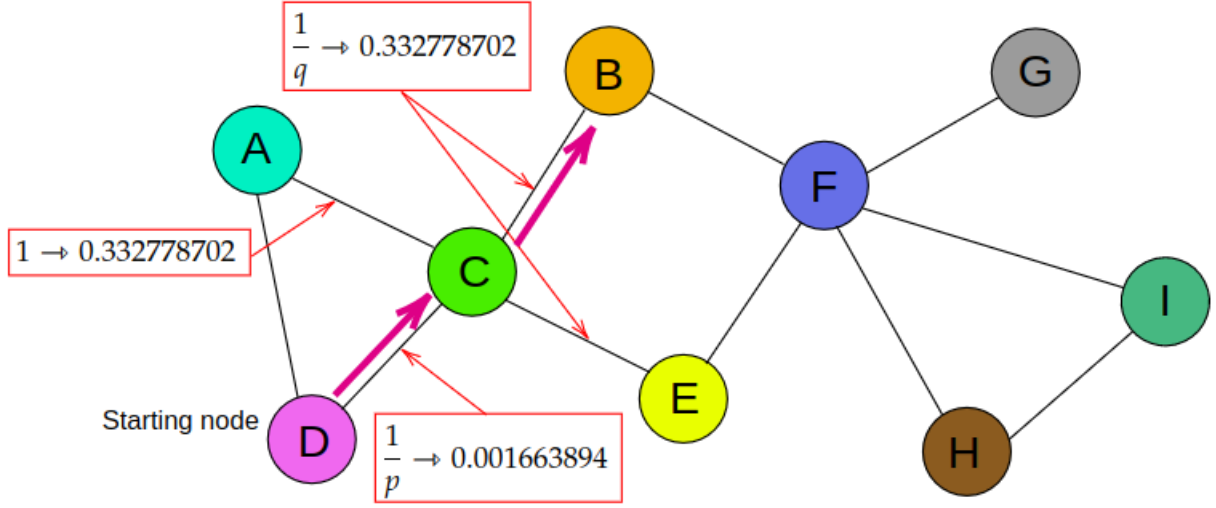 1/q → 0.332778702
B
G
A
F
1 → 0.332778702
C
I
E
Starting node
D
1/p → 0.001663894
H